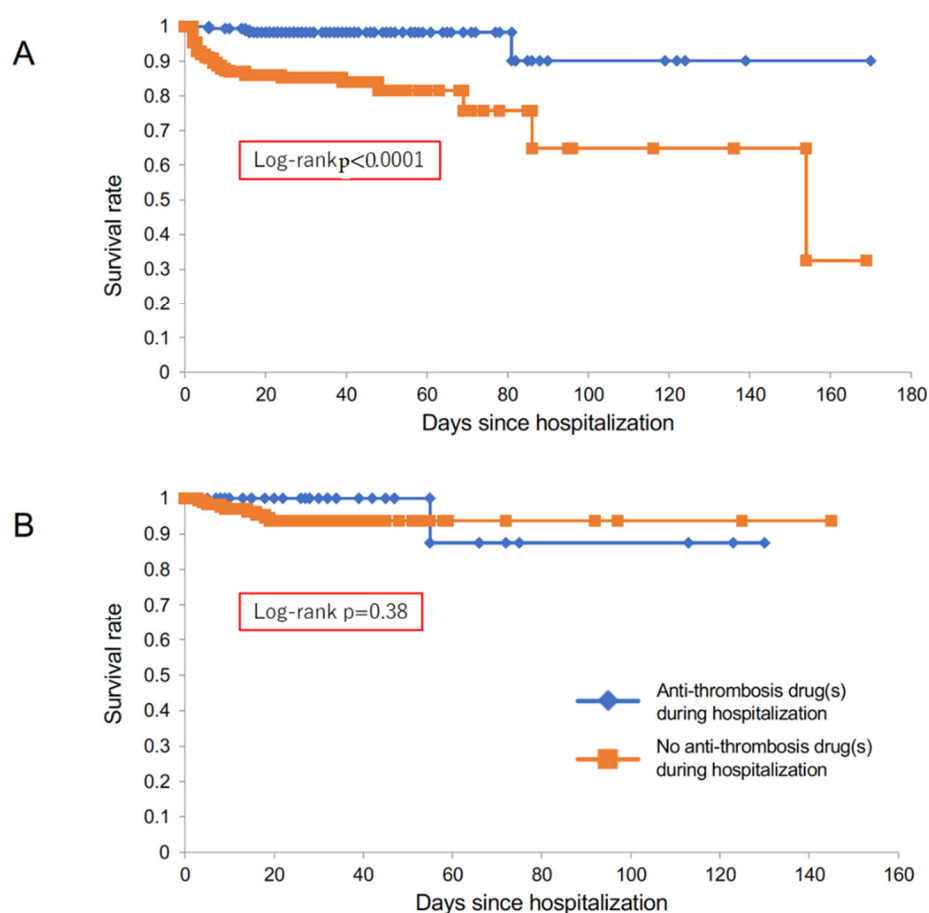 A
1
0.9
0.8
0.7
0.6
0.5
0.4
0.3
0.2
0.1
0
Survival rate
Log-rank p<0.0001
0 20 40 60 80 100 120 140 160 180
Days since hospitalization
B
1
0.9
0.8
0.7
0.6
0.5
0.4
0.3
0.2
0.1
0
Survival rate
Log-rank p=0.38
Anti-thrombosis drug(s)
during hospitalization
No anti-thrombosis drug(s)
during hospitalization
0 20 40 60 80 100 120 140 160
Days since hospitalization